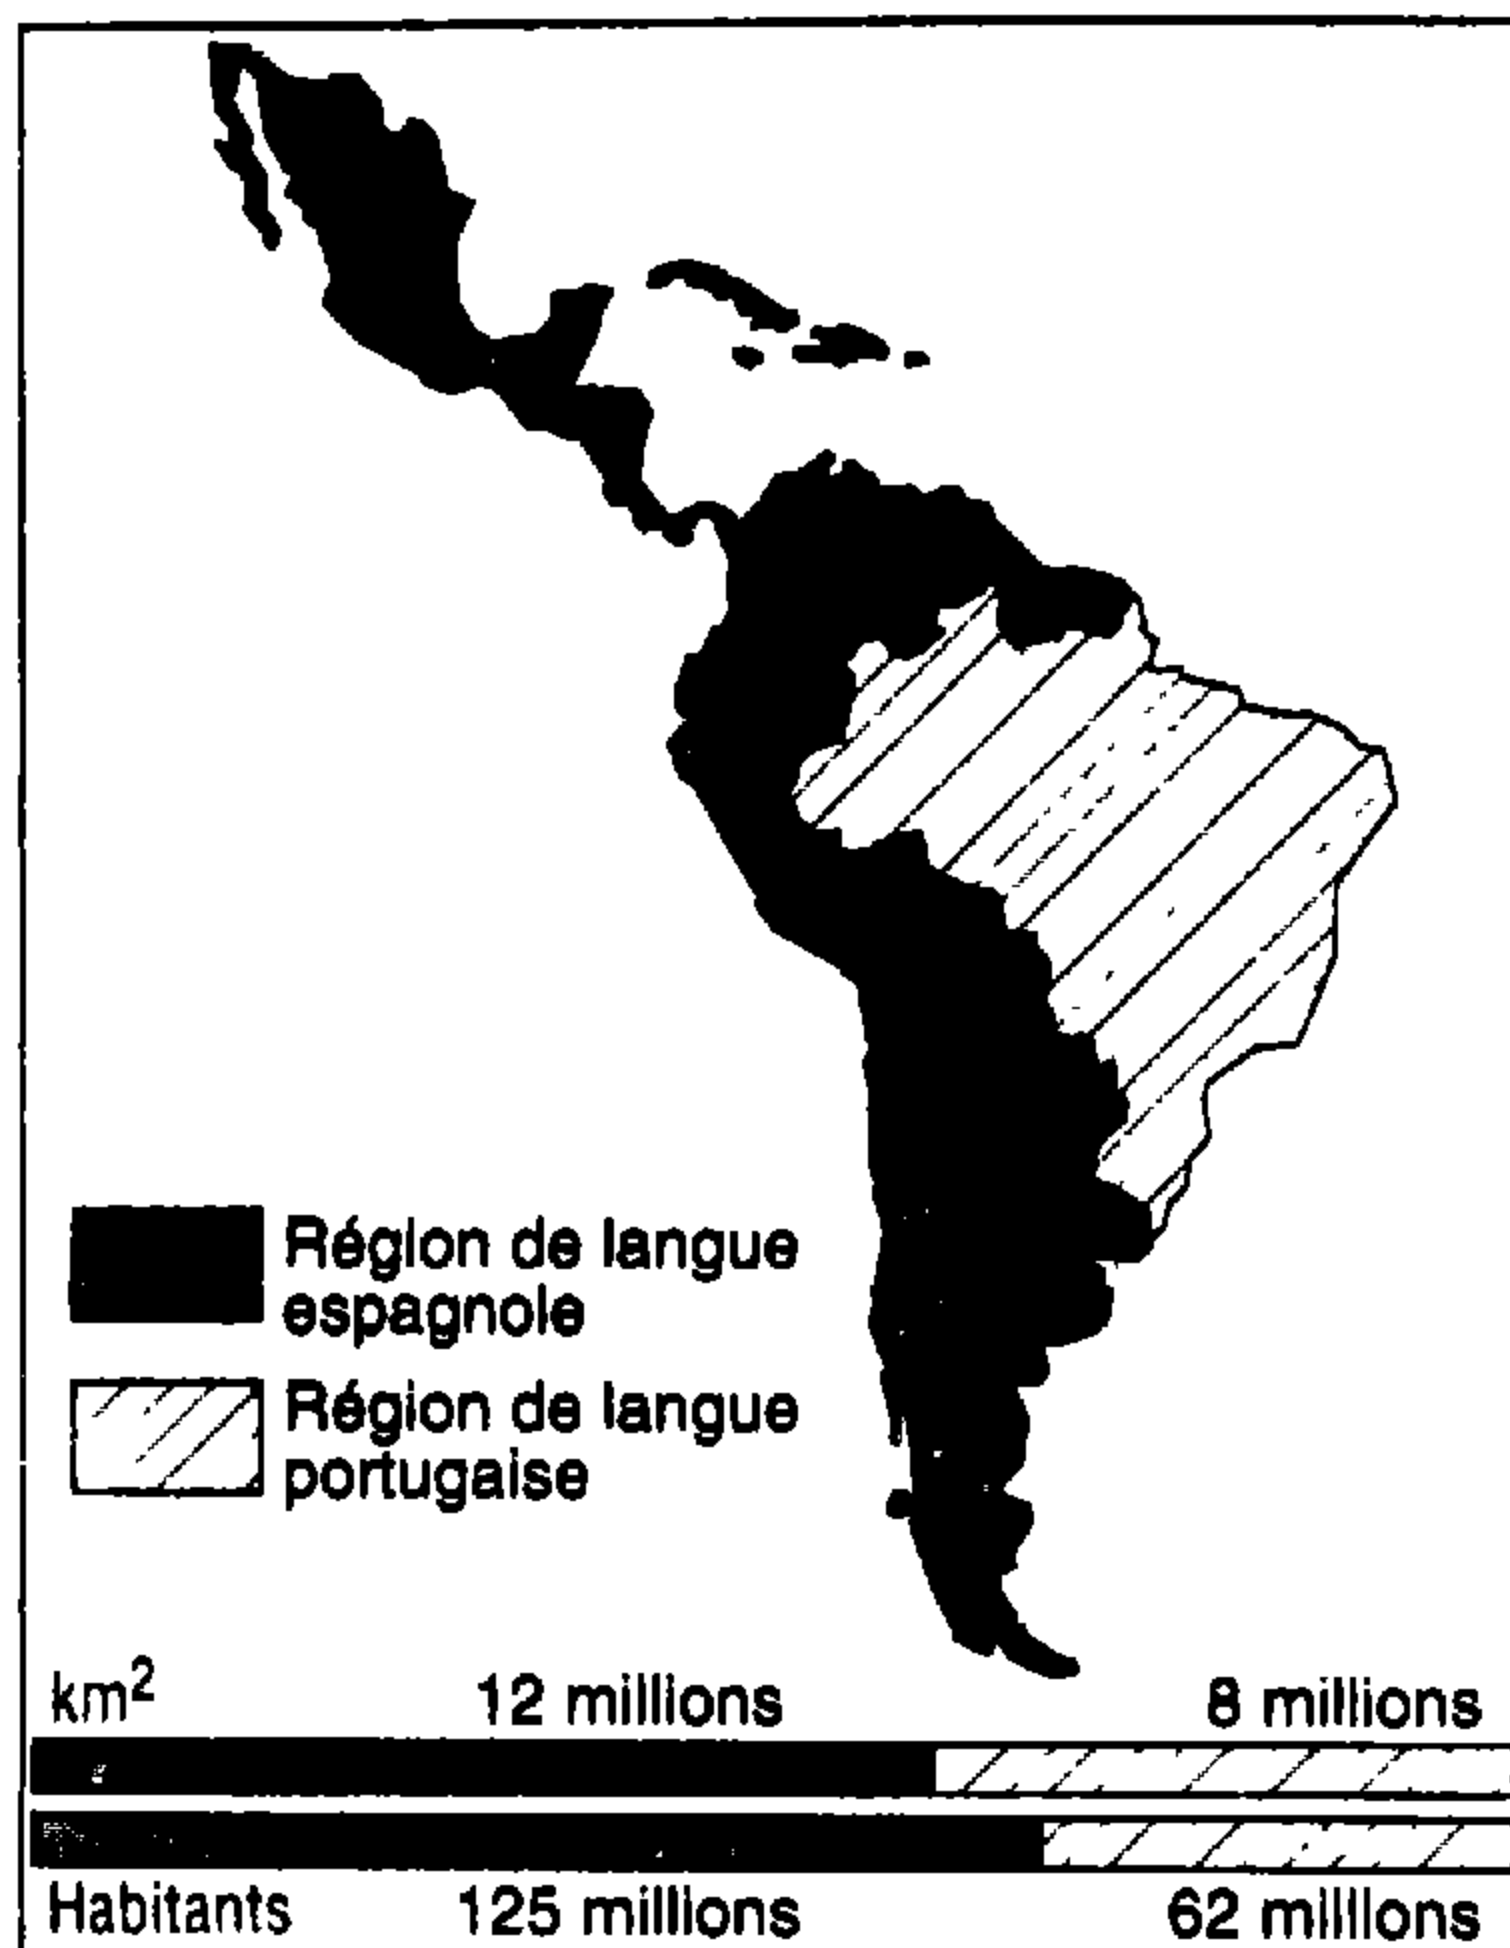 Région de langue
espagnole
Région de langue
portugaise
km² 12 millions 8 millions
Habitants 125 millions 62 millions